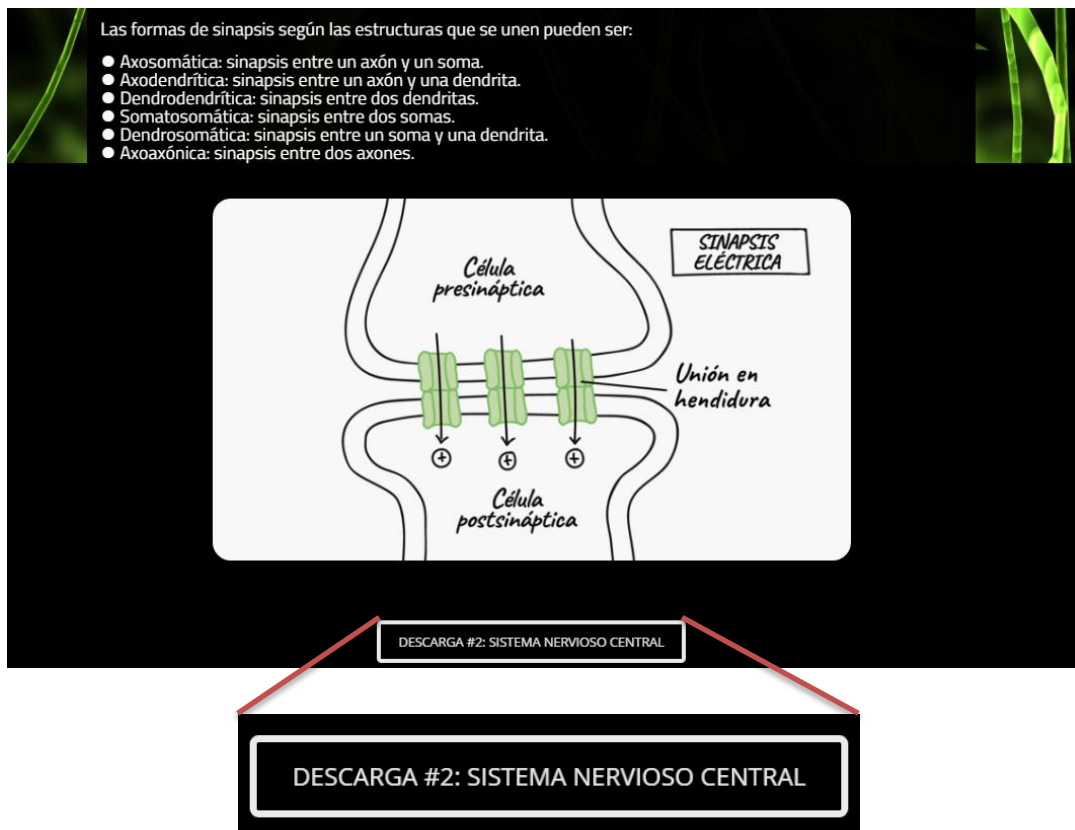 Las formas de sinapsis según las estructuras que se unen pueden ser:
● Axosomática: sinapsis entre un axón y un soma.
● Axodendrítica: sinapsis entre un axón y una dendrita.
● Dendrodendrítica: sinapsis entre dos dendritas.
● Somatosomática: sinapsis entre dos somas.
● Dendrosomática: sinapsis entre un soma y una dendrita.
● Axoaxónica: sinapsis entre dos axones.
SINAPSIS
ELÉCTRICA
Célula
presináptica
Unión en
hendidura
+ + +
Célula
postsináptica
DESCARGA #2: SISTEMA NERVIOSO CENTRAL
DESCARGA #2: SISTEMA NERVIOSO CENTRAL